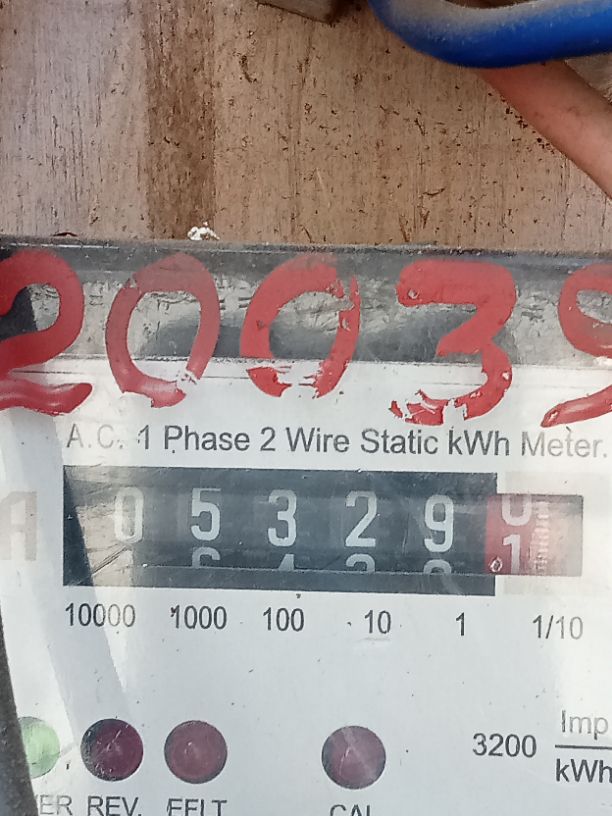 20039
A.C. 1 Phase 2 Wire Static kWh Meter.
0 5 3 2 9
10000 1000 100 10 1 1/10
3200 Imp
kWh
REV. EFLT CAL